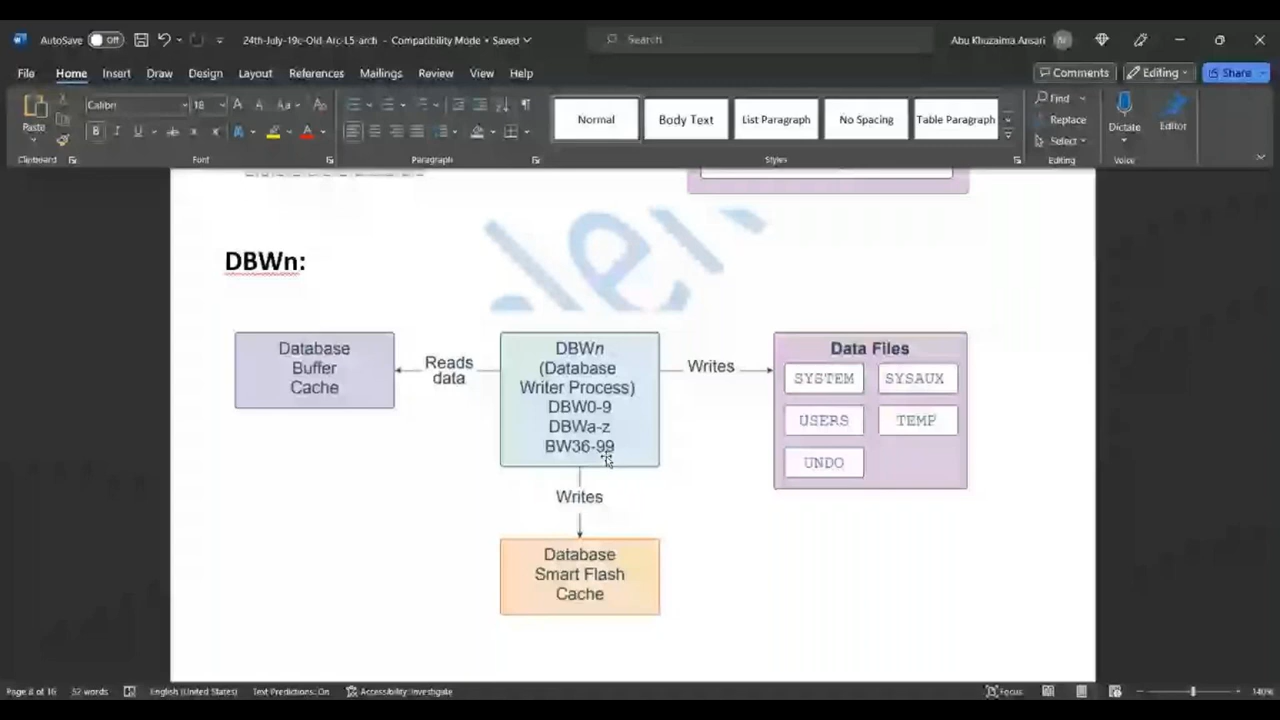 AutoSave Off 24th-July-19c-Old-Arc-L5-arch - Compatibility Mode • Saved Search Abu Khuzaima Ansari
File Home Insert Draw Design Layout References Mailings Review View Help Comments Editing Share
Paste Calibri 18 Normal Body Text List Paragraph No Spacing Table Paragraph Find Replace Select Dictate Editor
Clipboard Font Paragraph Styles Editing Voice
DBWn:
Database
Buffer
Cache
Reads
data
DBWn
(Database
Writer Process)
DBW0-9
DBWa-z
BW36-99
Writes
Data Files
SYSTEM SYSAUX
USERS TEMP
UNDO
Writes
Database
Smart Flash
Cache
Page 8 of 16 52 words English (United States) Text Predictions: On Accessibility: Investigate Focus 140%